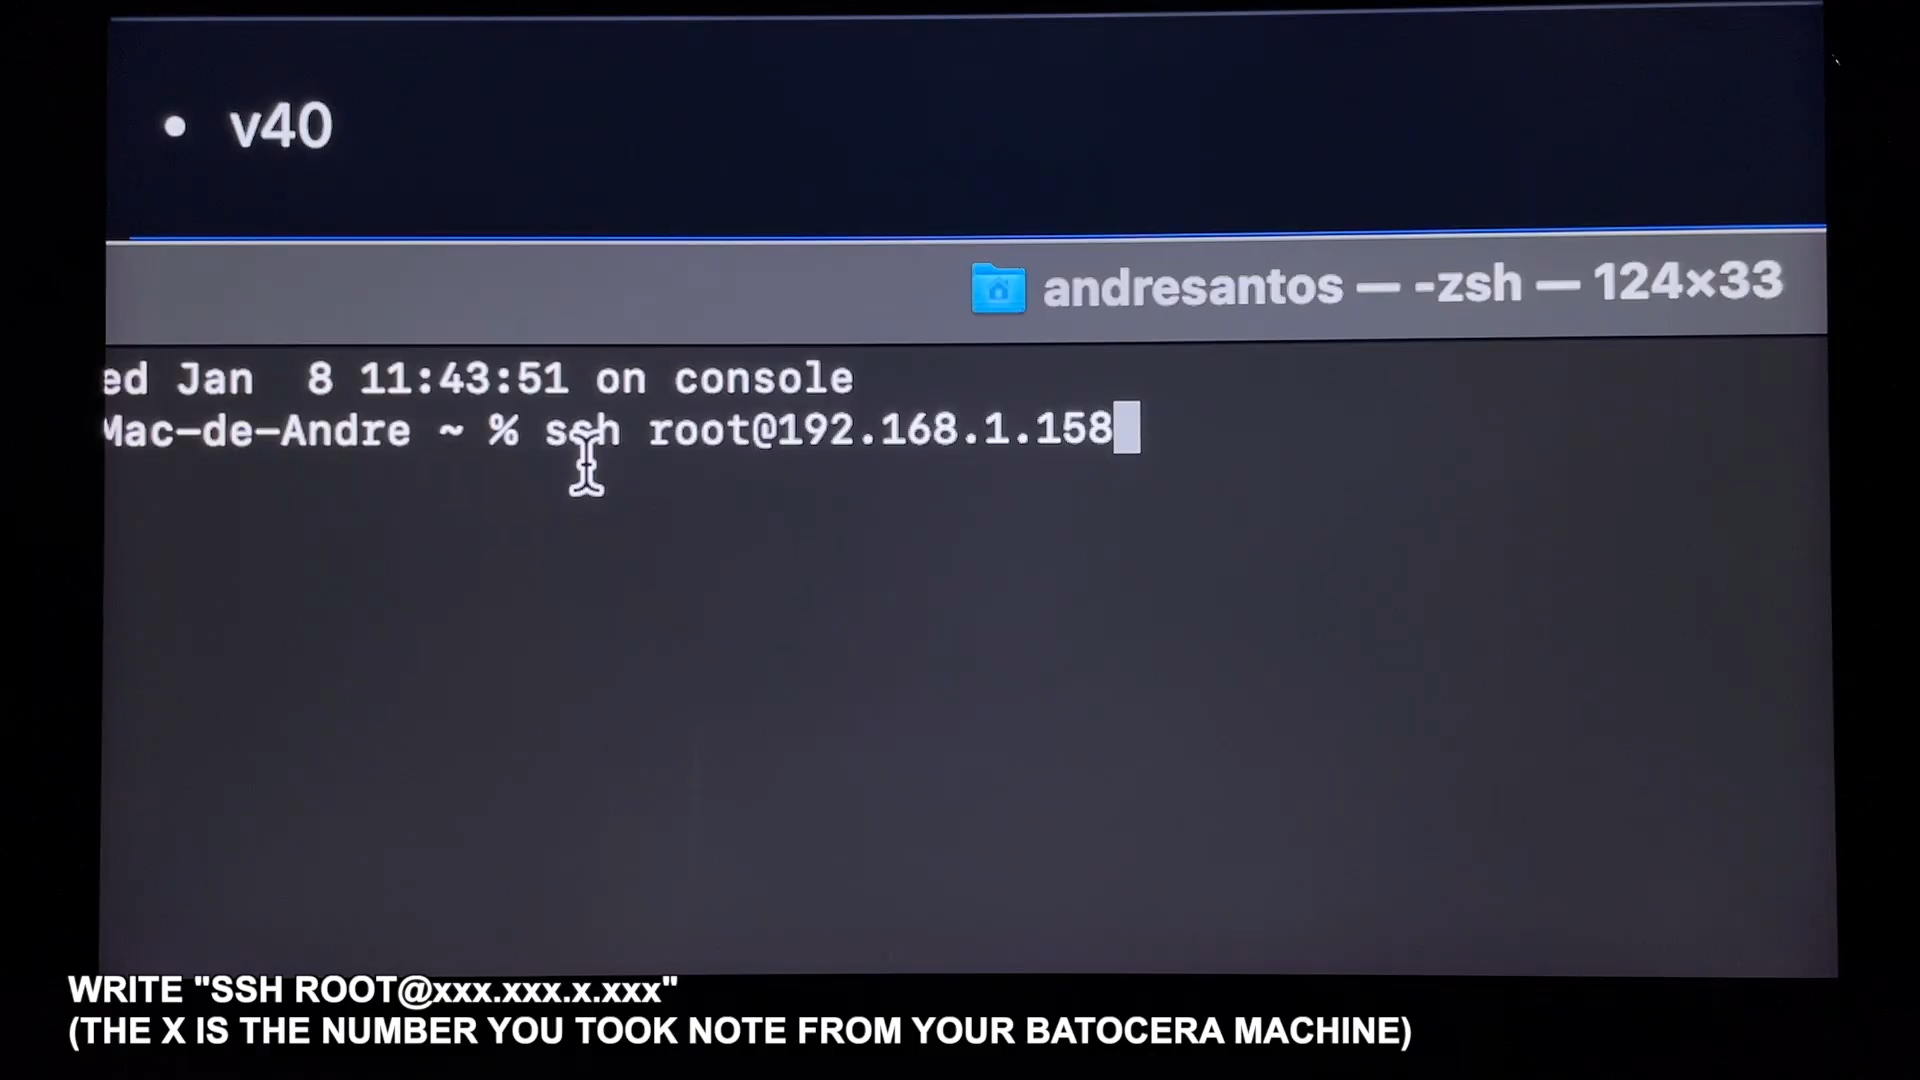 • v40
andresantos — -zsh — 124×33
ed Jan  8 11:43:51 on console
Mac-de-Andre ~ % ssh root@192.168.1.158
WRITE "SSH ROOT@xxx.xxx.x.xxx"
(THE X IS THE NUMBER YOU TOOK NOTE FROM YOUR BATOCERA MACHINE)